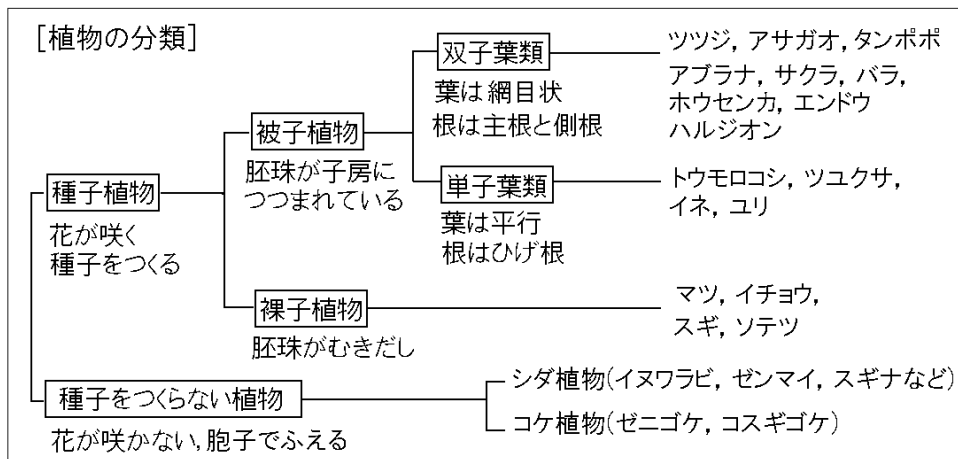 [植物の分類]
双子葉類
葉は網目状
根は主根と側根
ツツジ，アサガオ，タンポポ
アブラナ，サクラ，バラ，
ホウセンカ，エンドウ
ハルジオン
被子植物
胚珠が子房に
つつまれている
種子植物
花が咲く
種子をつくる
単子葉類
葉は平行
根はひげ根
トウモロコシ，ツユクサ，
イネ，ユリ
裸子植物
胚珠がむきだし
マツ，イチョウ，
スギ，ソテツ
種子をつくらない植物
花が咲かない，胞子でふえる
シダ植物(イヌワラビ，ゼンマイ，スギナなど)
コケ植物(ゼニゴケ，コスギゴケ)